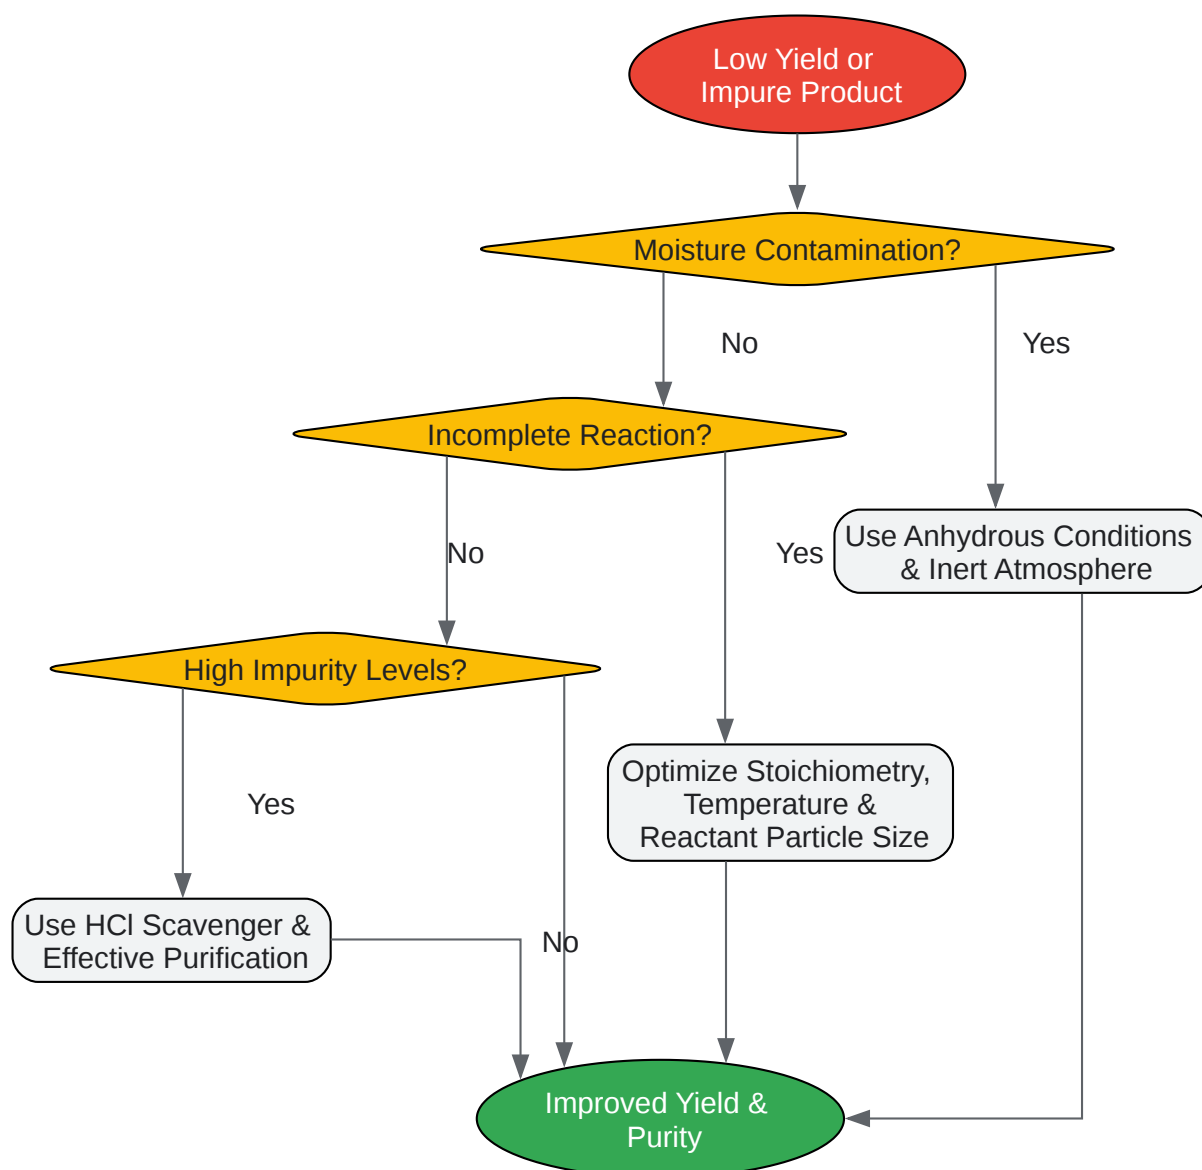 Low Yield or
Impure Product
Moisture Contamination?
No
Yes
Incomplete Reaction?
No
Yes
Use Anhydrous Conditions
& Inert Atmosphere
High Impurity Levels?
Yes
Optimize Stoichiometry,
Temperature &
Reactant Particle Size
Use HCl Scavenger &
Effective Purification
No
Improved Yield &
Purity